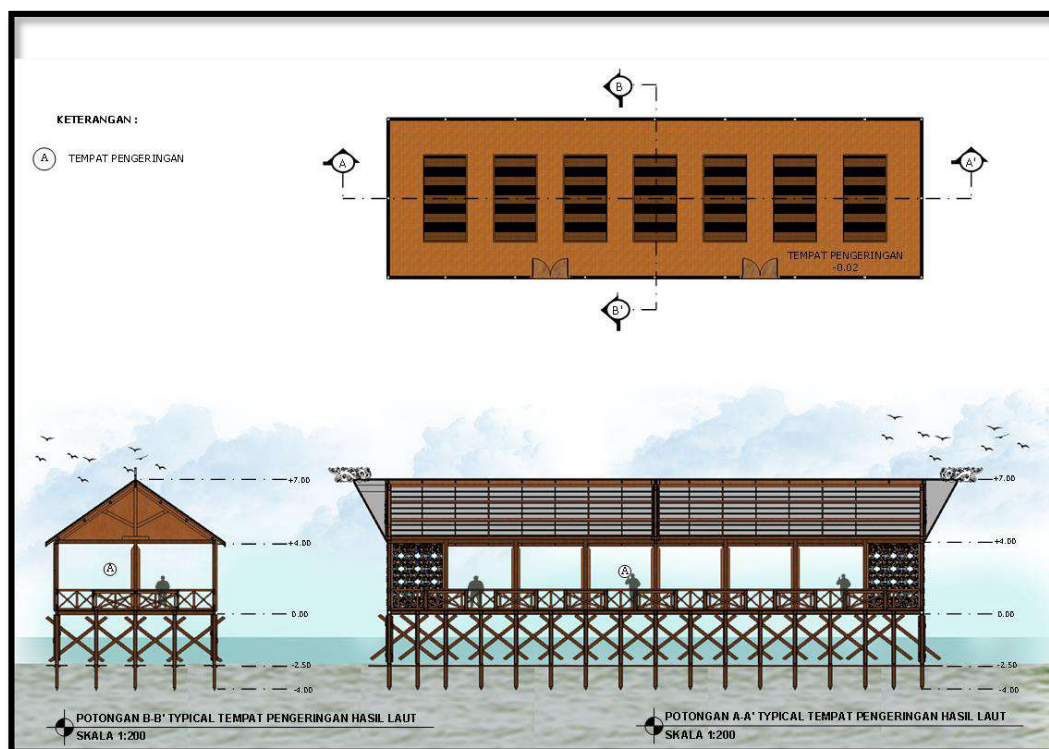 KETERANGAN :
A TEMPAT PENGERINGAN
B
A
A'
TEMPAT PENGERINGAN
-0.02
B'
+7.00
+4.00
A
0.00
-2.50
-4.00
POTONGAN B-B' TYPICAL TEMPAT PENGERINGAN HASIL LAUT
SKALA 1:200
+7.00
+4.00
A
0.00
-2.50
-4.00
POTONGAN A-A' TYPICAL TEMPAT PENGERINGAN HASIL LAUT
SKALA 1:200